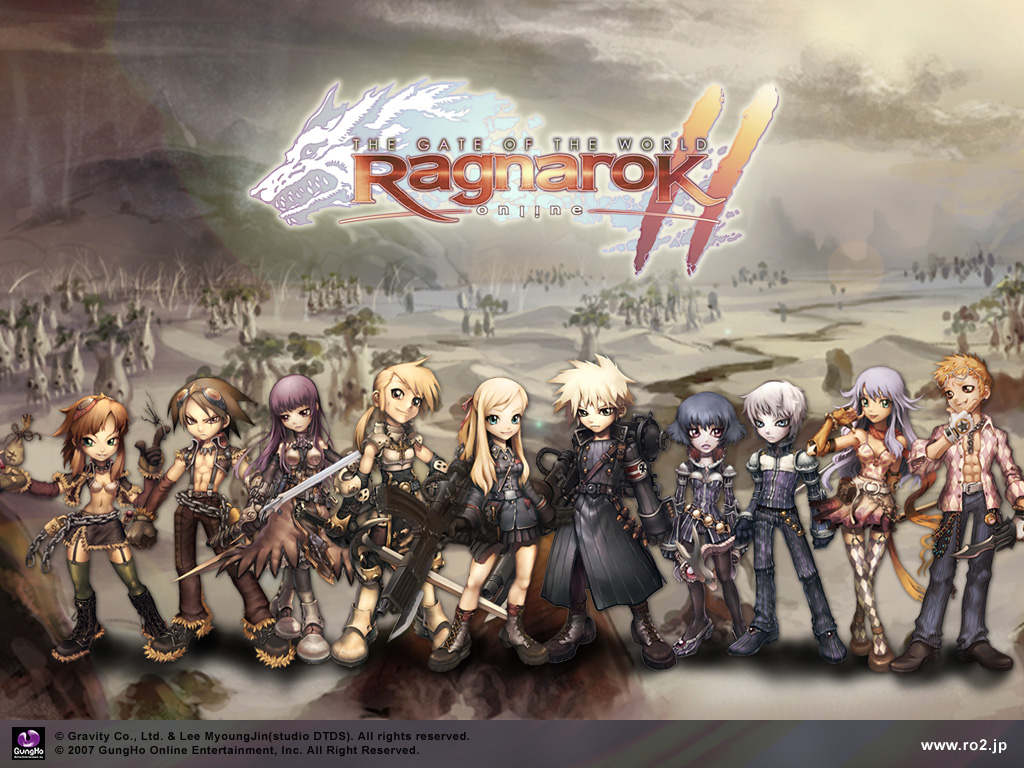 THE GATE OF THE WORLD
Ragnarok II
online
GungHo
© Gravity Co., Ltd. & Lee MyoungJin(studio DTDS). All rights reserved.
© 2007 GungHo Online Entertainment, Inc. All Right Reserved.
www.ro2.jp